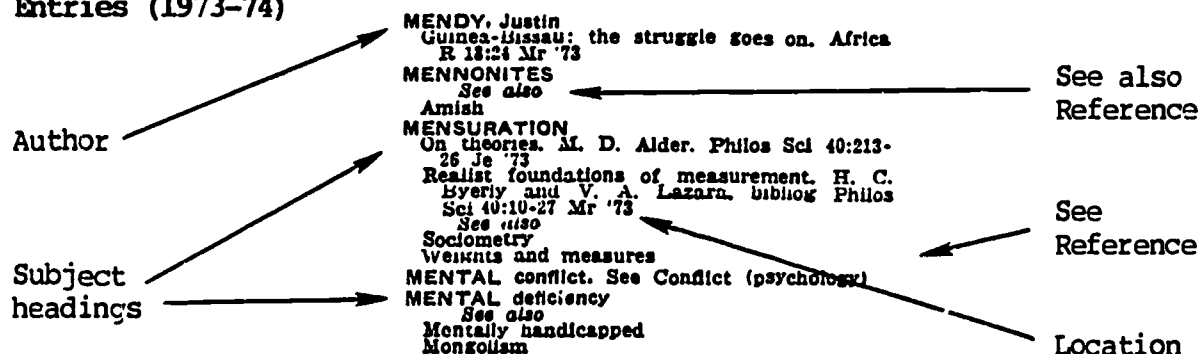 Entries (1973-74)
MENDY, Justin
Guinea-Bissau: the struggle goes on. Africa
R 18:24 Mr '73
MENNONITES
See also
Amish
MENSURATION
On theories. M. D. Alder. Philos Sci 40:213-
26 Je '73
Realist foundations of measurement. H. C.
Byerly and V. A. Lazara. bibliog Philos
Sci 40:10-27 Mr '73
See also
Sociometry
Weights and measures
MENTAL conflict. See Conflict (psychology)
MENTAL deficiency
See also
Mentally handicapped
Mongolism
Author
Subject
headings
See also
Reference
See
Reference
Location